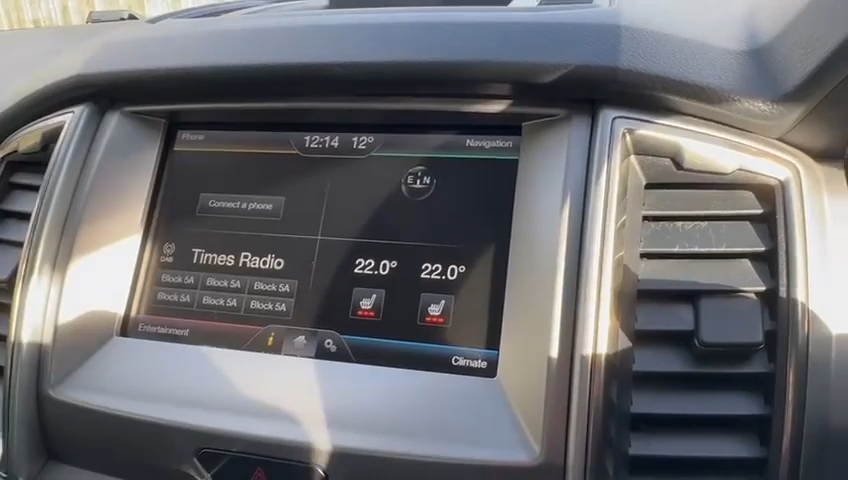 Phone 12:14 12° Navigation
E N
Connect a phone
DAB Times Radio
22.0° 22.0°
Block 5A Block 5A Block 5A
Block 5A Block 5A Block 5A
Entertainment
i
Climate